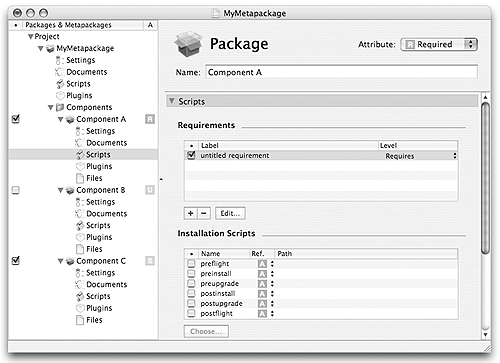 MyMetapackage
Packages & Metapackages A
Project
MyMetapackage
Settings
Documents
Scripts
Plugins
Components
Component A R
Settings
Documents
Scripts
Plugins
Files
Component B U
Settings
Documents
Scripts
Plugins
Files
Component C S
Settings
Documents
Scripts
Plugins
Files
Package
Attribute: R Required
Name: Component A
Scripts
Requirements
Label Level
untitled requirement Requires
+ - Edit...
Installation Scripts
Name Ref. Path
preflight A
preinstall A
preupgrade A
postinstall A
postupgrade A
postflight A
Choose...